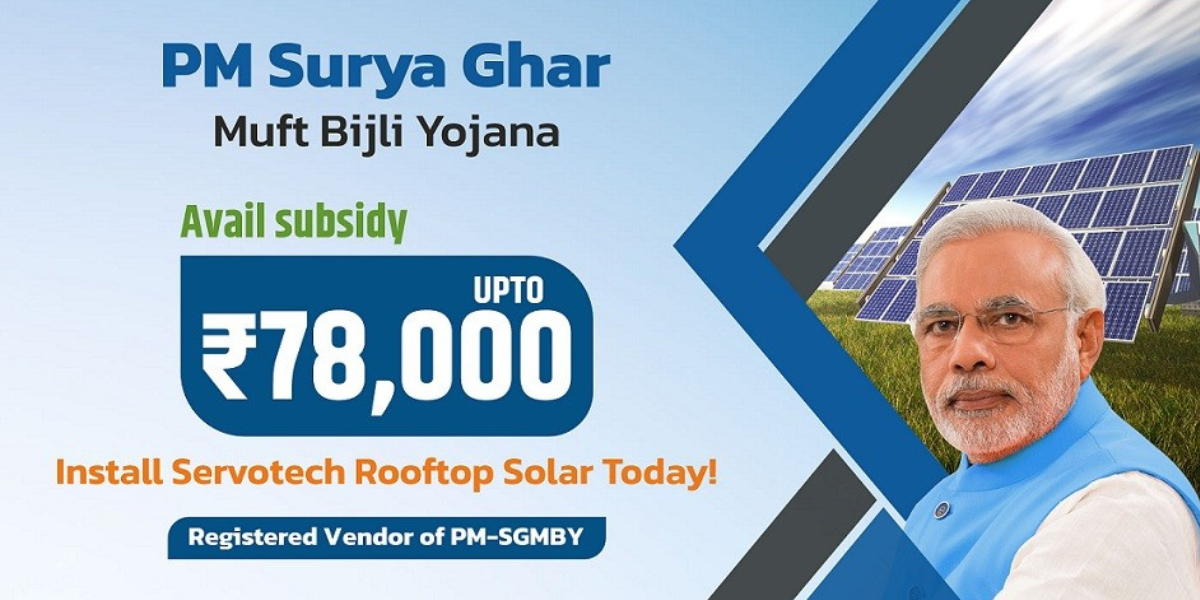 PM Surya Ghar
Muft Bijli Yojana
Avail subsidy
UPTO
₹78,000
Install Servotech Rooftop Solar Today!
Registered Vendor of PM-SGMBY